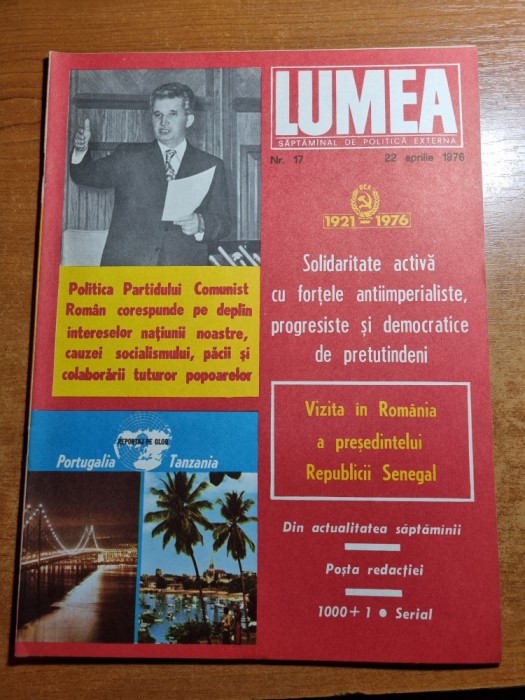 LUMEA
SĂPTĂMÎNAL DE POLITICĂ EXTERNĂ
Nr. 17 22 aprilie 1976
PCR
1921-1976
Solidaritate activă
cu forțele antiimperialiste,
progresiste și democratice
de pretutindeni
Politica Partidului Comunist
Român corespunde pe deplin
intereselor națiunii noastre,
cauzei socialismului, păcii și
colaborării tuturor popoarelor
Vizita în România
a președintelui
Republicii Senegal
REPORTAJ PE GLOB
Portugalia Tanzania
Din actualitatea săptămînii
Poșta redacției
1000+1 • Serial